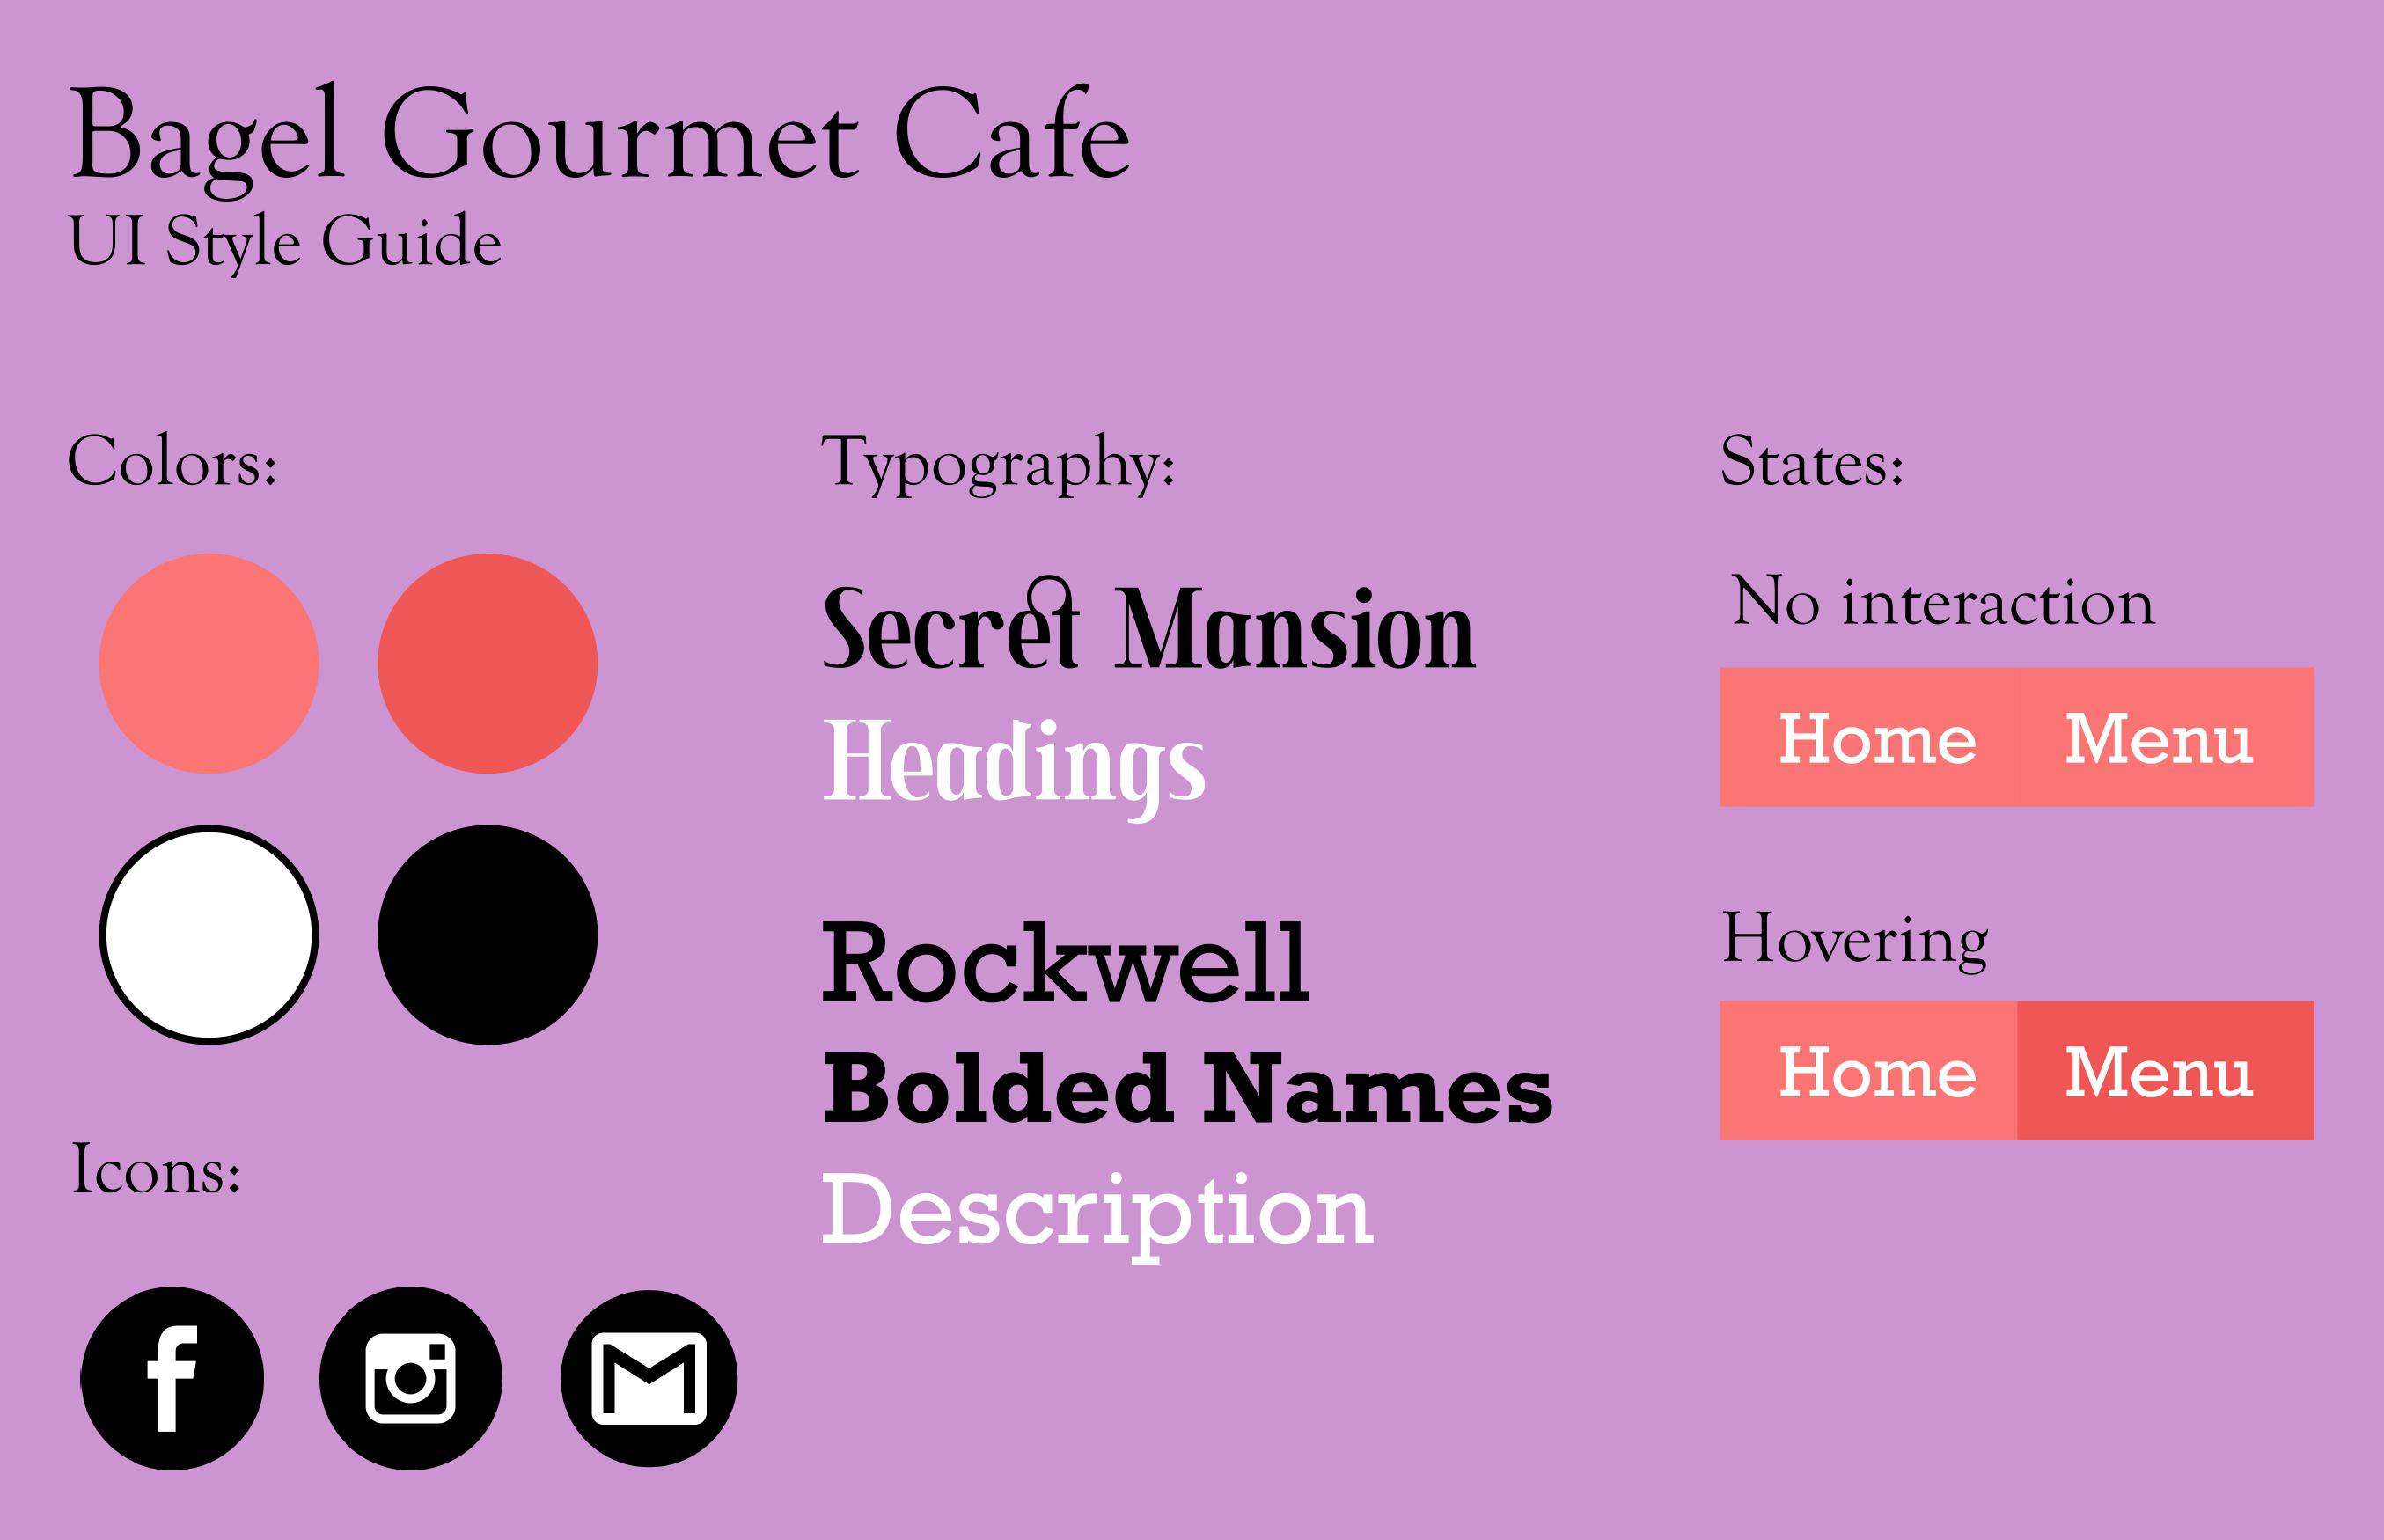 Bagel Gourmet Cafe
UI Style Guide
Colors:
Icons:
Typography:
Secret Mansion
Headings
Rockwell
Bolded Names
Description
States:
No interaction
Home Menu
Hovering
Home Menu